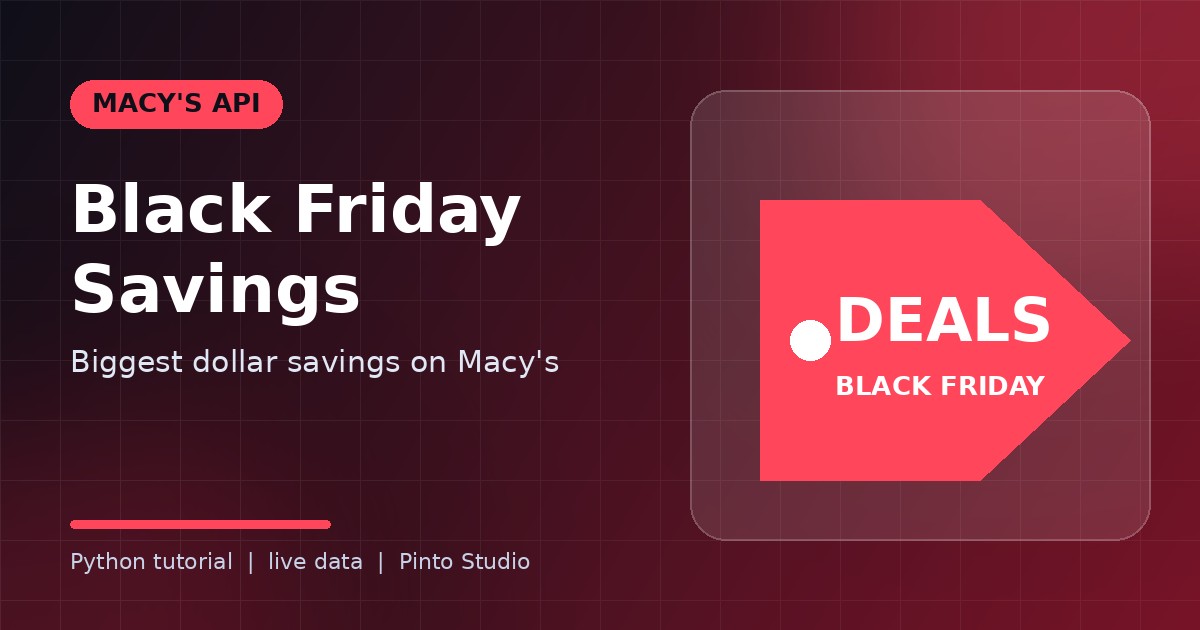 MACY'S API
Black Friday
Savings
Biggest dollar savings on Macy's
Python tutorial | live data | Pinto Studio
DEALS
BLACK FRIDAY